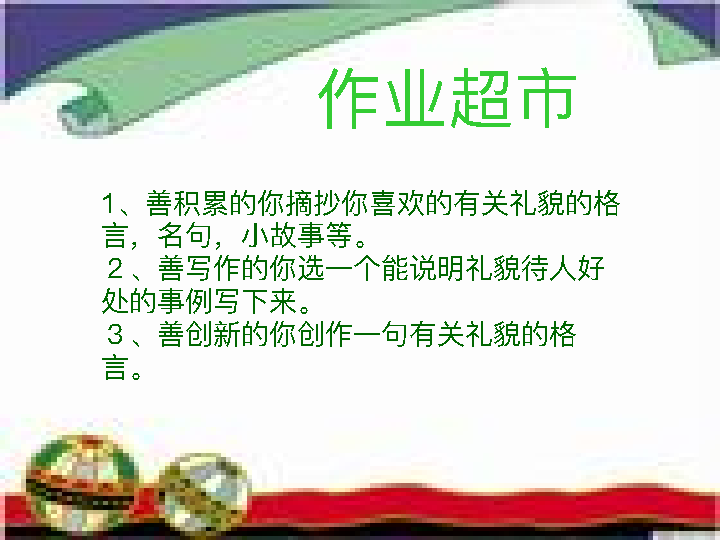 作业超市
1、善积累的你摘抄你喜欢的有关礼貌的格
言，名句，小故事等。
２、善写作的你选一个能说明礼貌待人好
处的事例写下来。
３、善创新的你创作一句有关礼貌的格
言。